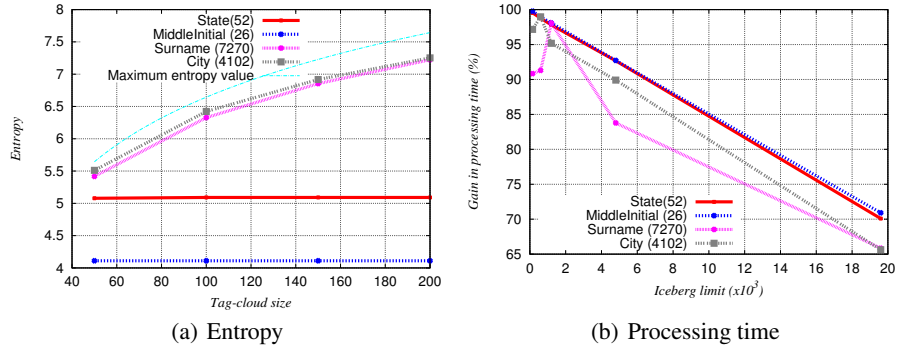 8
7.5
7
6.5
6
5.5
5
4.5
4
Entropy
State(52)
MiddleInitial (26)
Surname (7270)
City (4102)
Maximum entropy value
40 60 80 100 120 140 160 180 200
Tag-cloud size
(a) Entropy
100
95
90
85
80
75
70
65
Gain in processing time (%)
State(52)
MiddleInitial (26)
Surname (7270)
City (4102)
0 2 4 6 8 10 12 14 16 18 20
Iceberg limit (x10³)
(b) Processing time